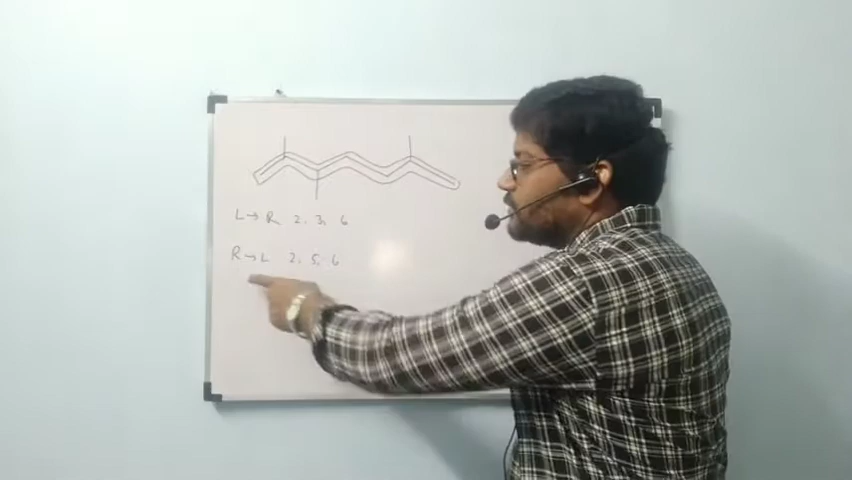 L → R 2, 3, 6
R → L 2, 5, 6